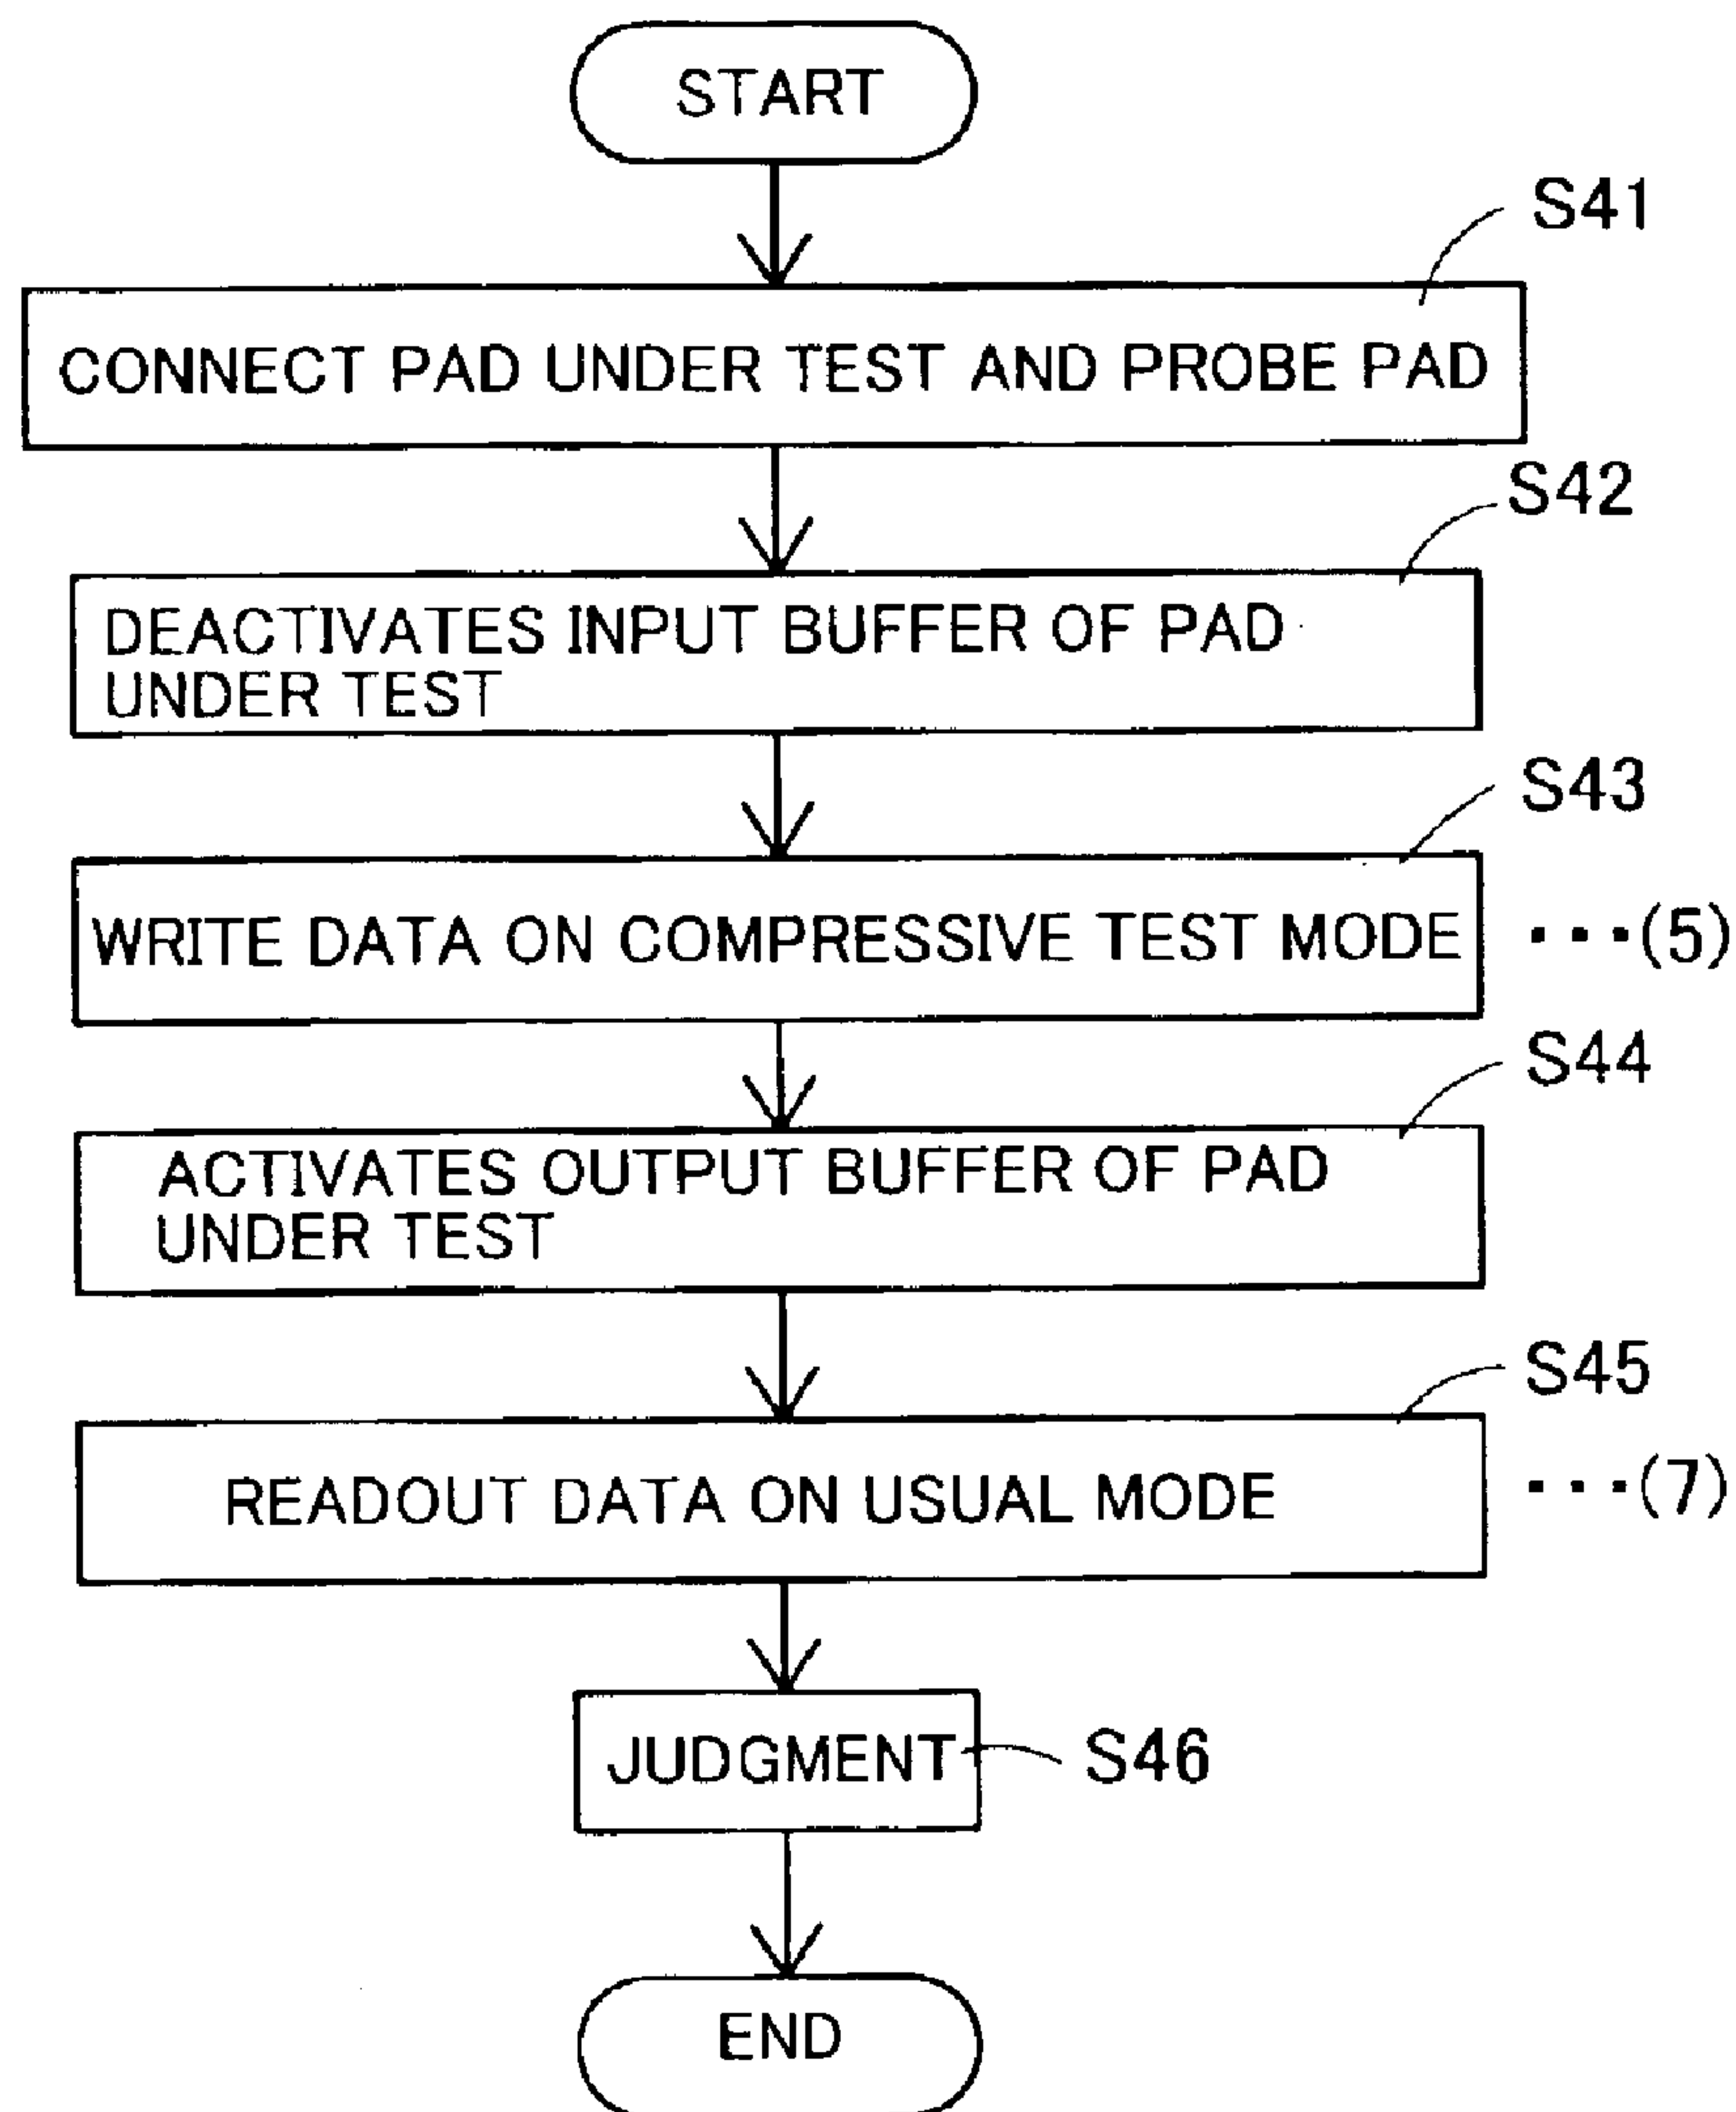 START
S41
CONNECT PAD UNDER TEST AND PROBE PAD
S42
DEACTIVATES INPUT BUFFER OF PAD
UNDER TEST
S43
WRITE DATA ON COMPRESSIVE TEST MODE ···(5)
S44
ACTIVATES OUTPUT BUFFER OF PAD
UNDER TEST
S45
READOUT DATA ON USUAL MODE ···(7)
JUDGMENT S46
END